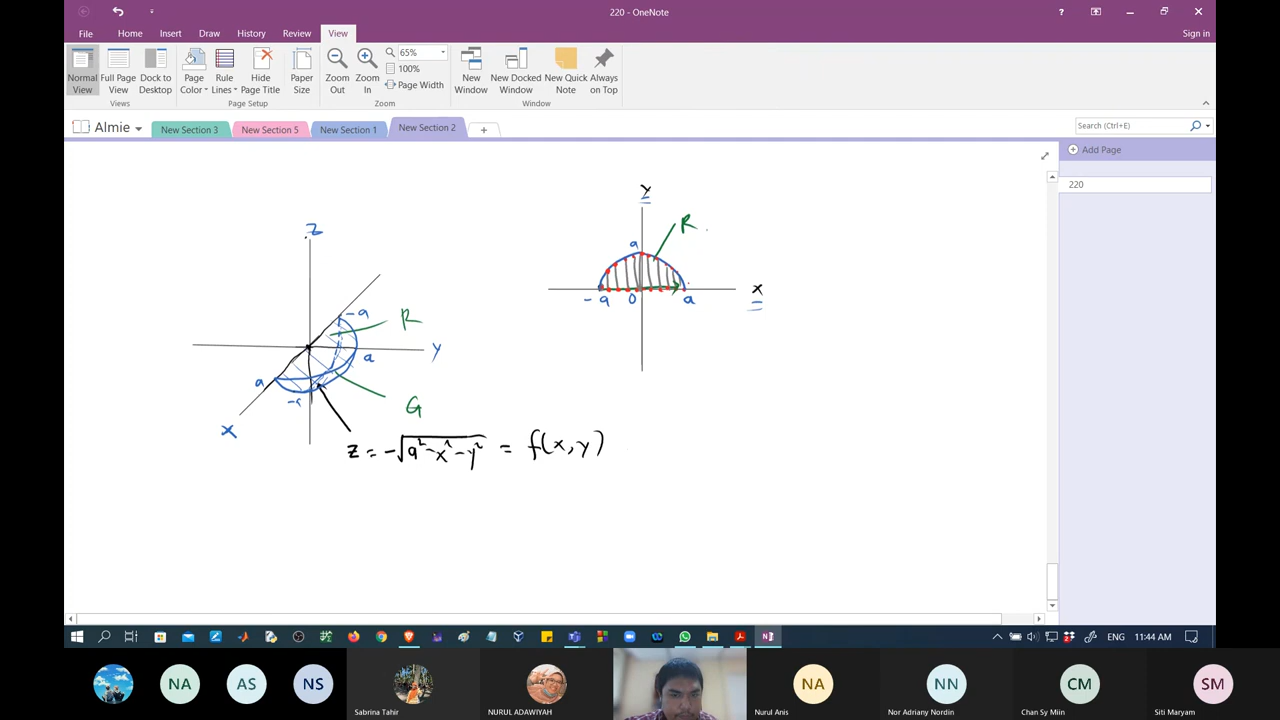 220 - OneNote
? 
File Home Insert Draw History Review View
Sign in
Normal View
Full Page View
Dock to Desktop
Views
Page Color
Rule Lines
Hide Page Title
Paper Size
Page Setup
Zoom Out
Zoom In
65%
100%
Page Width
Zoom
New Window
New Docked Window
New Quick Note
Always on Top
Window
Almie
New Section 3
New Section 5
New Section 1
New Section 2
+
Search (Ctrl+E)
Add Page
220
y
R
a
-a 0 a
x
z
-a
R
a
y
a
-a
G
x
z = -√a²-x²-y² = f(x,y)
ENG 11:44 AM
NA
AS
NS
Sabrina Tahir
NURUL ADAWIYAH
NA
Nurul Anis
NN
Nor Adriany Nordin
CM
Chan Sy Miin
SM
Siti Maryam